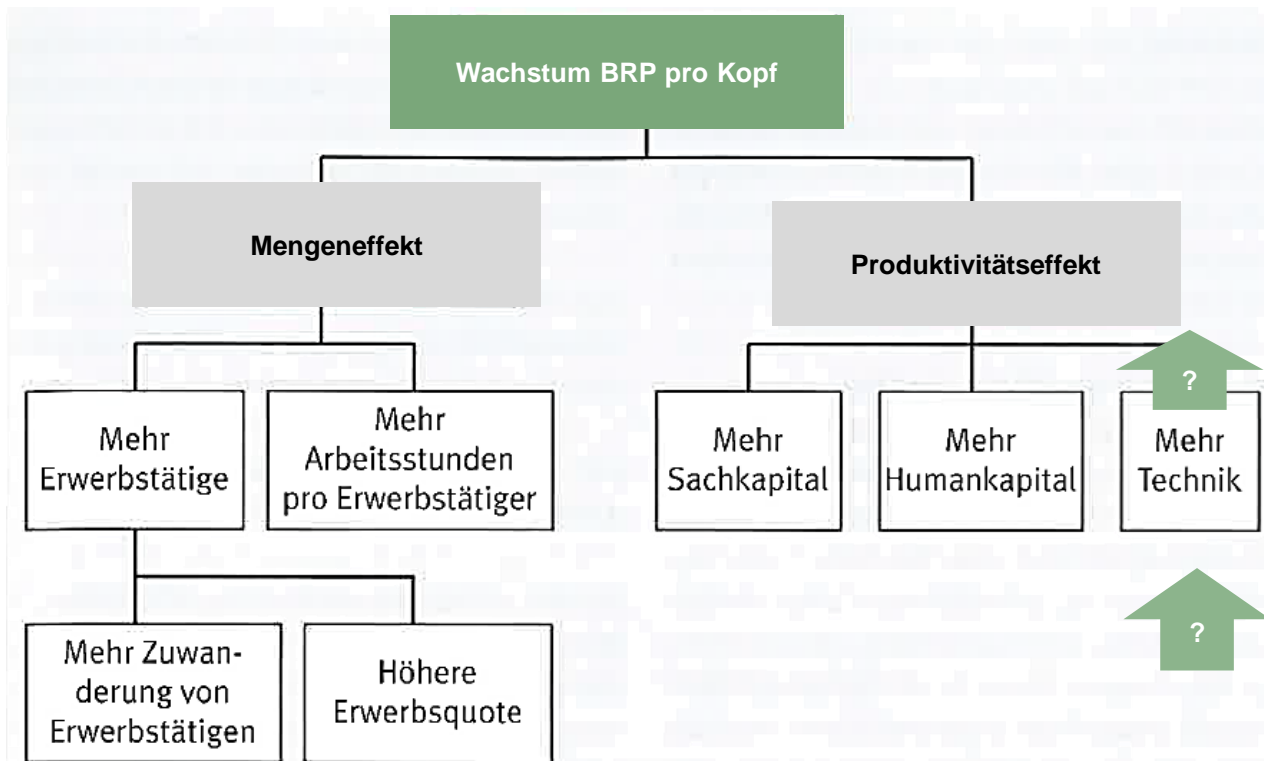 Wachstum BRP pro Kopf
Mengeneffekt
Produktivitätseffekt
Mehr
Erwerbstätige
Mehr
Arbeitsstunden
pro Erwerbstätiger
Mehr
Sachkapital
Mehr
Humankapital
?
Mehr
Technik
Mehr Zuwan-
derung von
Erwerbstätigen
Höhere
Erwerbsquote
?